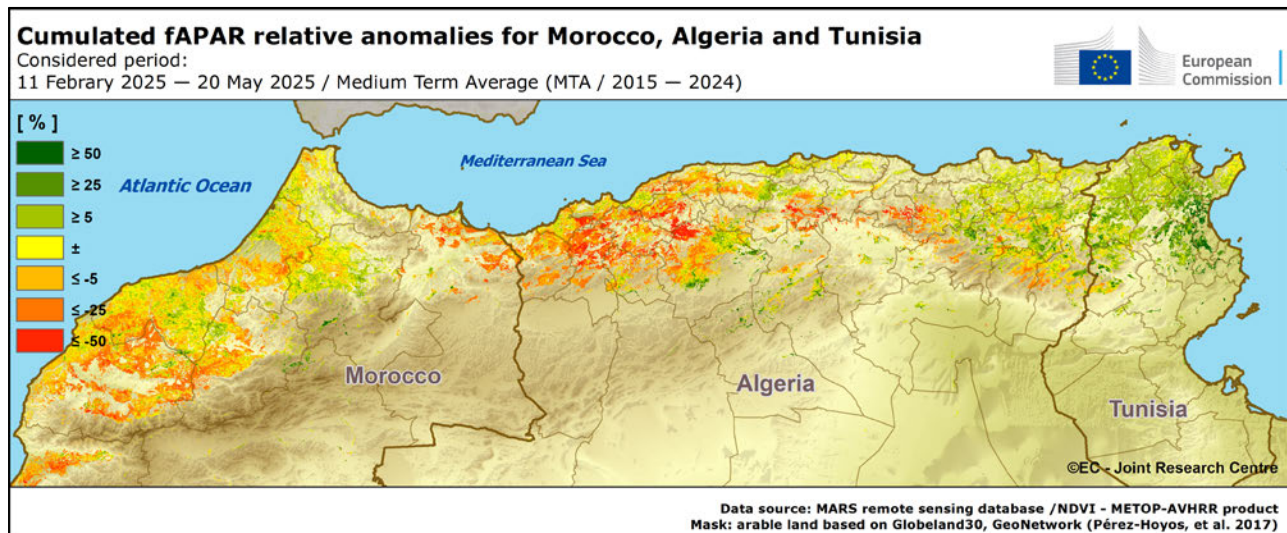 Cumulated fAPAR relative anomalies for Morocco, Algeria and Tunisia
Considered period:
11 Febrary 2025 — 20 May 2025 / Medium Term Average (MTA / 2015 — 2024)
European
Commission
[ % ]
≥ 50
≥ 25
≥ 5
±
≤ -5
≤ -25
≤ -50
Mediterranean Sea
Atlantic Ocean
Morocco
Algeria
Tunisia
©EC - Joint Research Centre
Data source: MARS remote sensing database /NDVI - METOP-AVHRR product
Mask: arable land based on Globeland30, GeoNetwork (Pérez-Hoyos, et al. 2017)